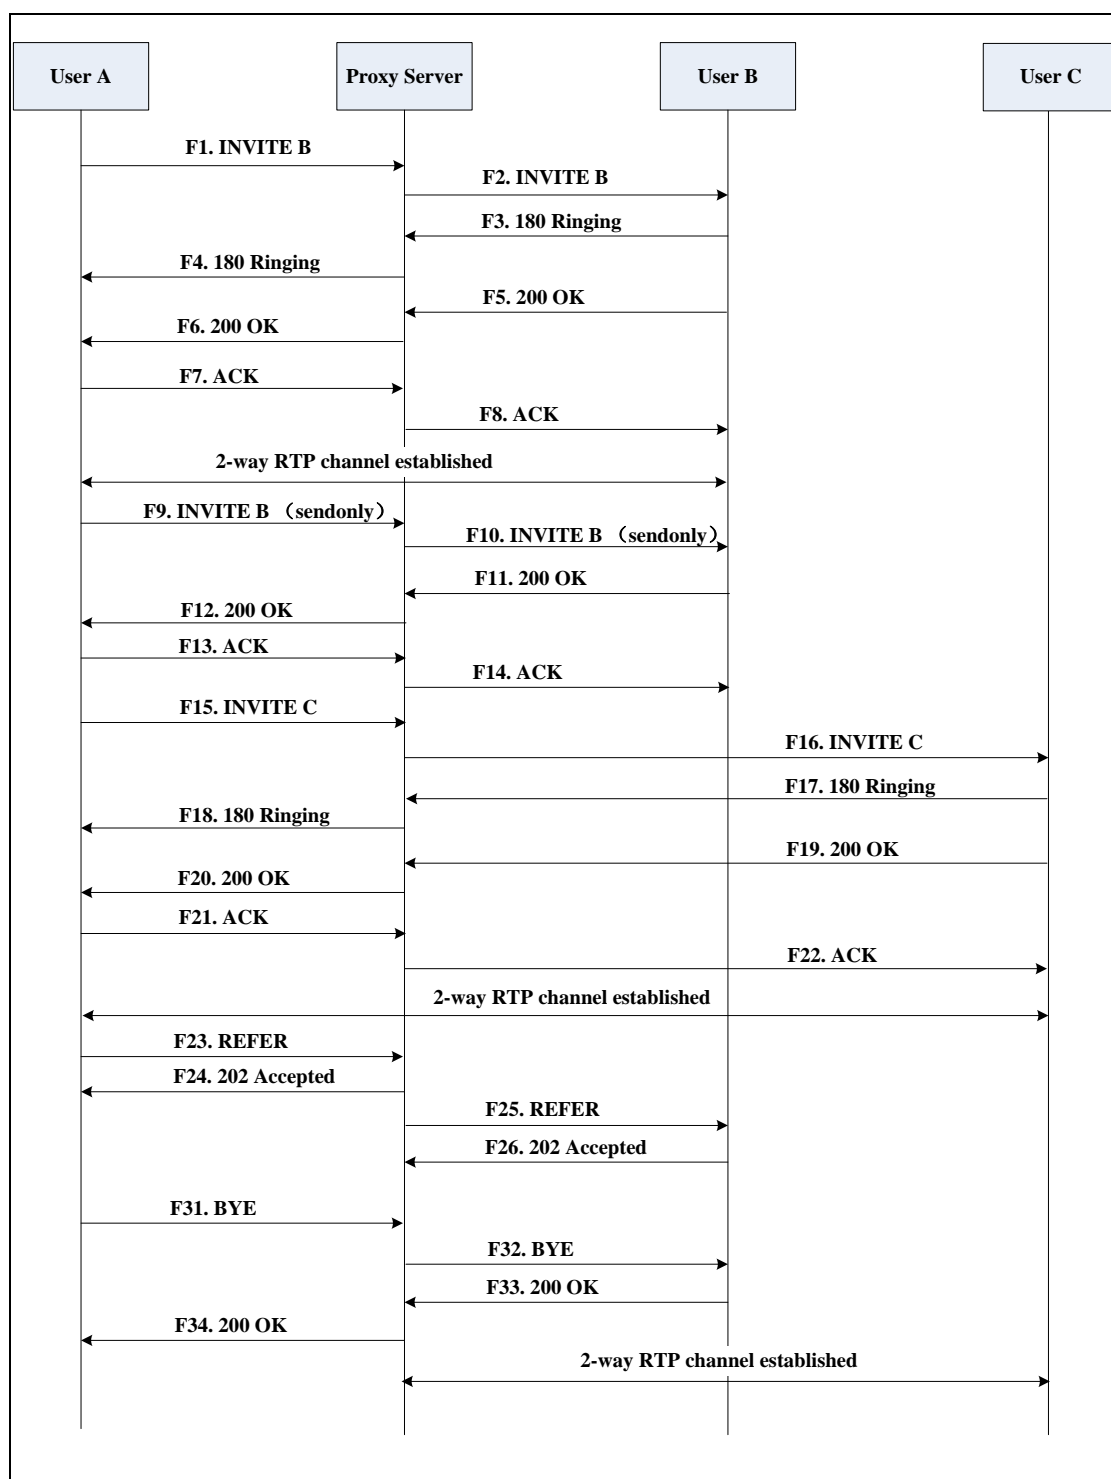 User A
Proxy Server
User B
User C
F1. INVITE B
F2. INVITE B
F3. 180 Ringing
F4. 180 Ringing
F5. 200 OK
F6. 200 OK
F7. ACK
F8. ACK
2-way RTP channel established
F9. INVITE B （sendonly）
F10. INVITE B （sendonly）
F11. 200 OK
F12. 200 OK
F13. ACK
F14. ACK
F15. INVITE C
F16. INVITE C
F17. 180 Ringing
F18. 180 Ringing
F19. 200 OK
F20. 200 OK
F21. ACK
F22. ACK
2-way RTP channel established
F23. REFER
F24. 202 Accepted
F25. REFER
F26. 202 Accepted
F31. BYE
F32. BYE
F33. 200 OK
F34. 200 OK
2-way RTP channel established